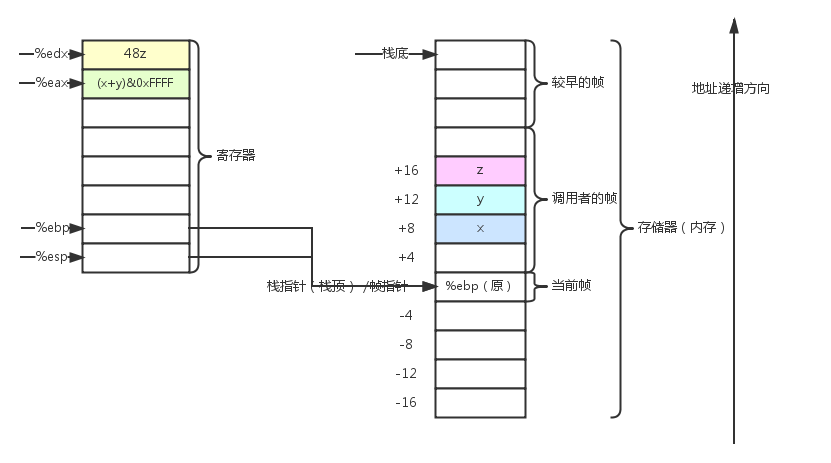 %edx
48z
%eax
(x+y)&0xFFFF
寄存器
%ebp
%esp
栈底
较早的帧
地址递增方向
+16
z
+12
y
调用者的帧
+8
x
存储器（内存）
+4
栈指针（栈顶）/帧指针
%ebp（原）
当前帧
-4
-8
-12
-16